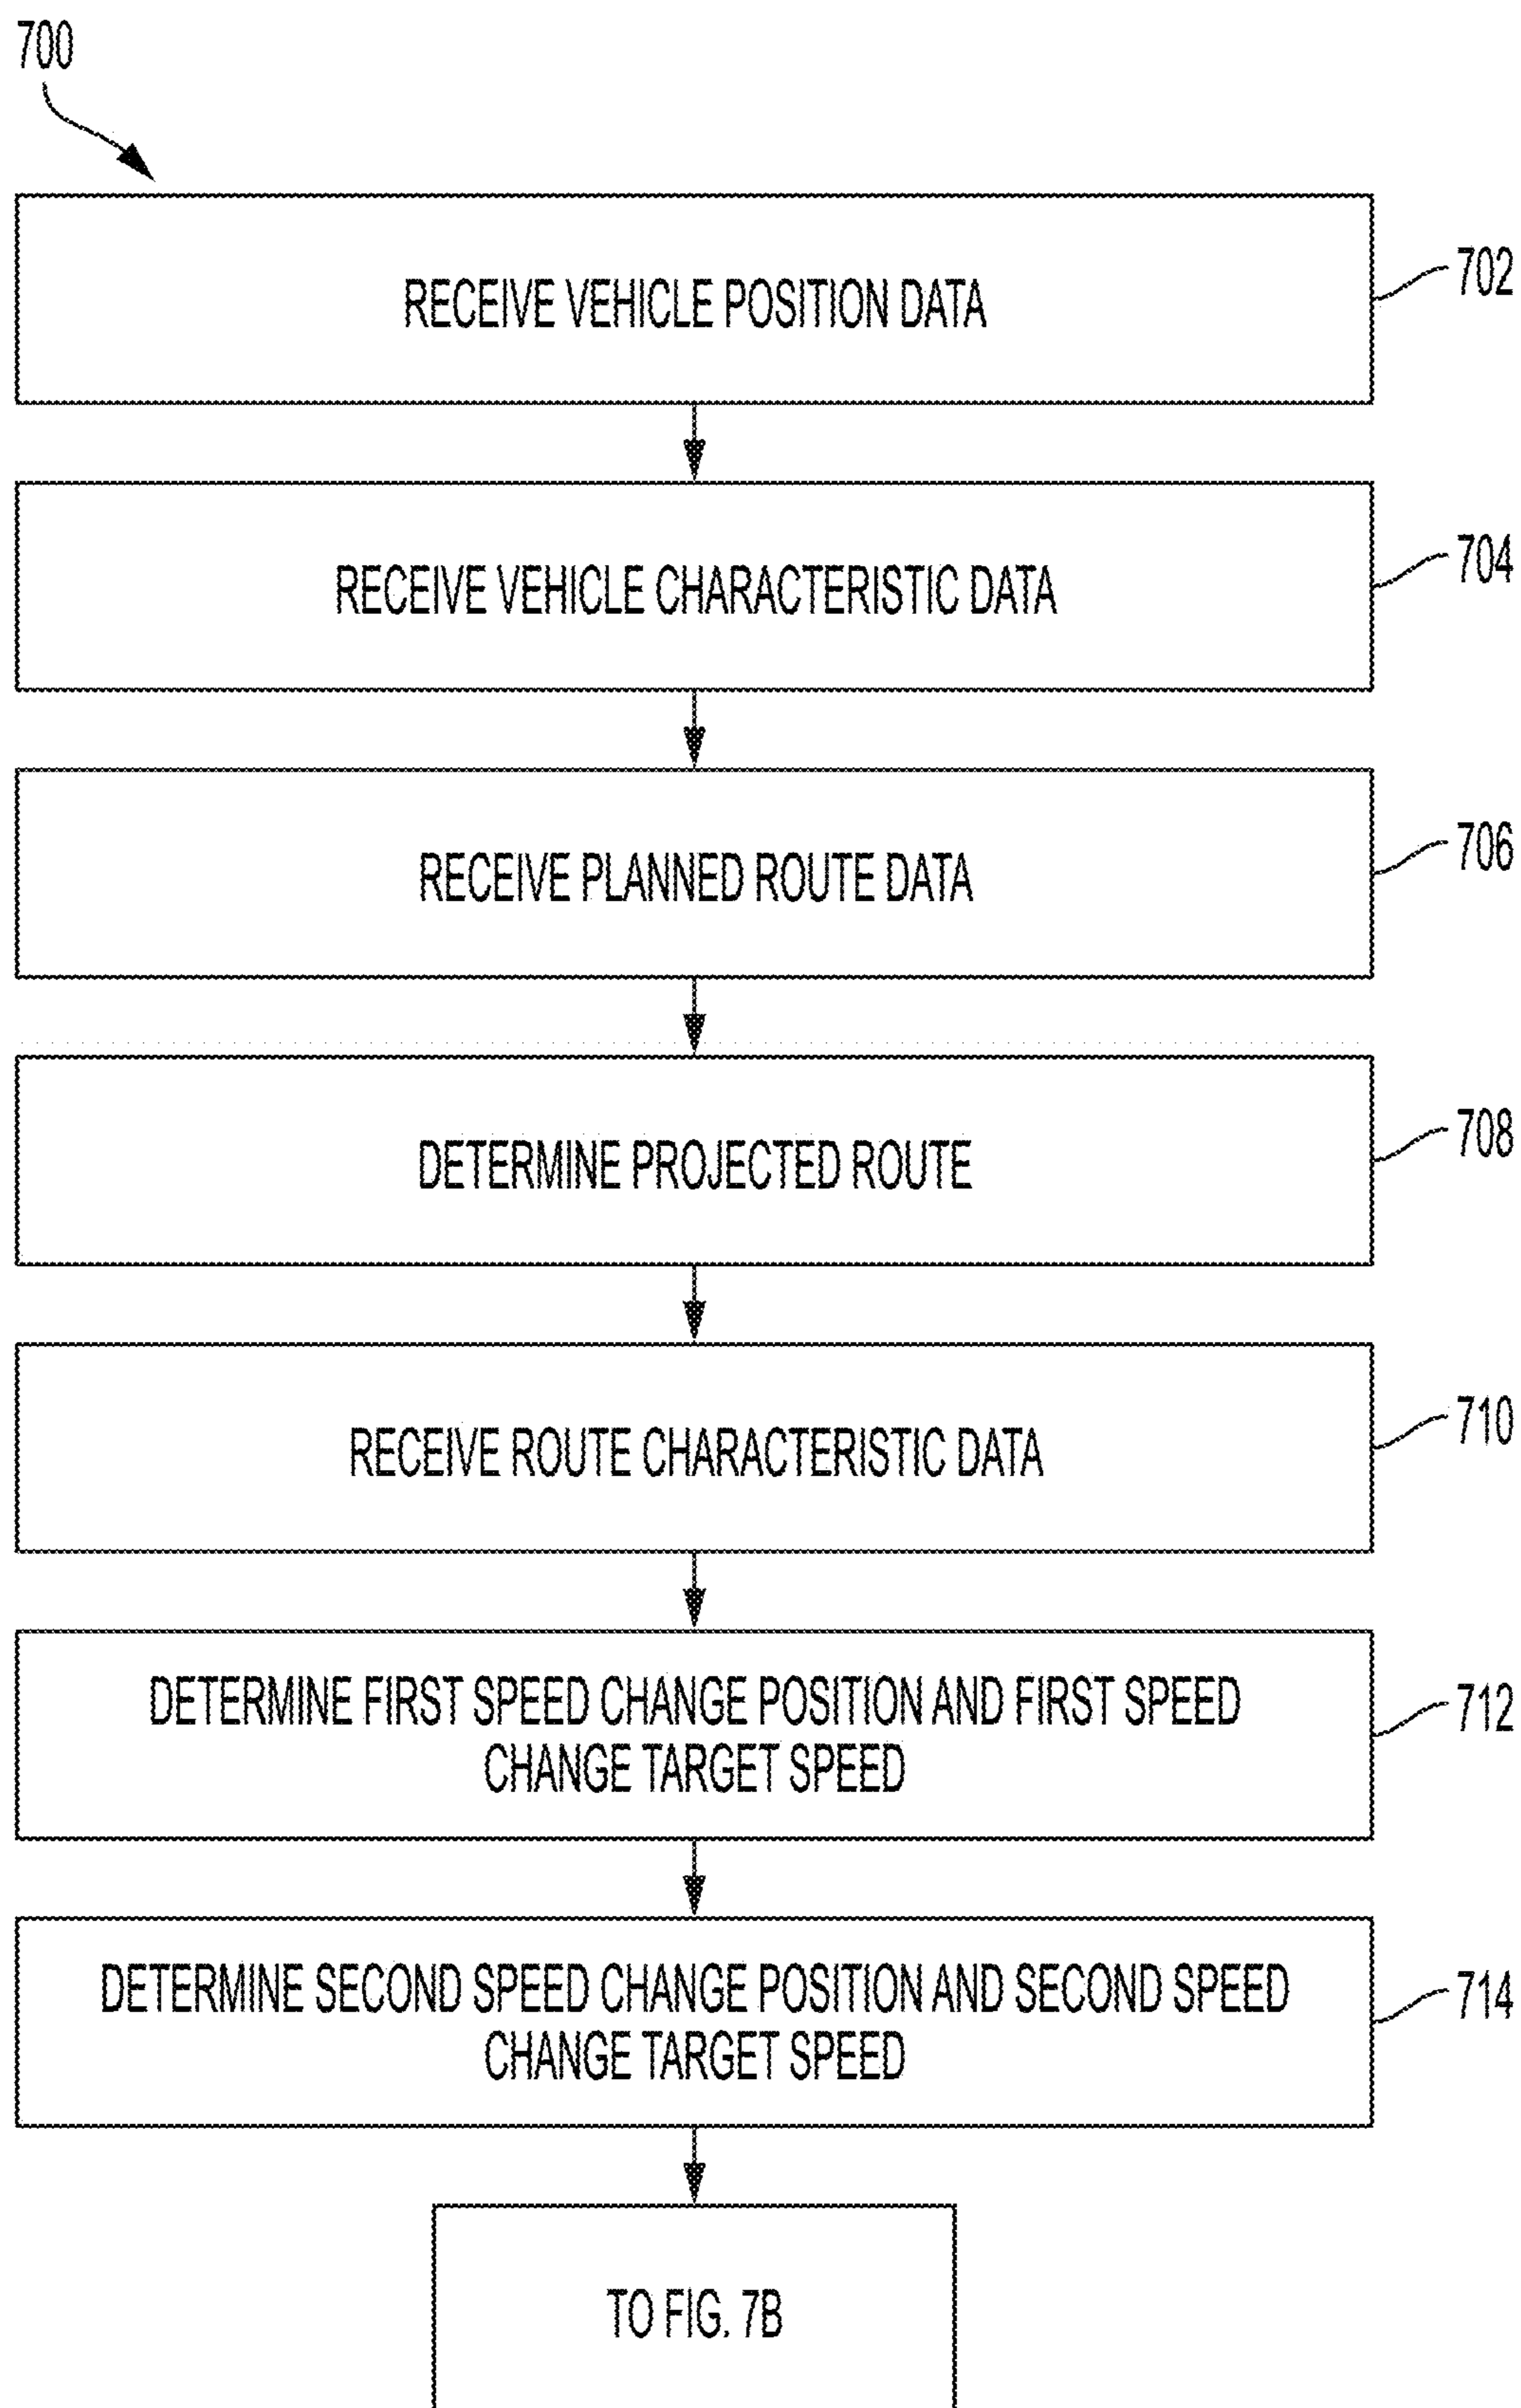 700
RECEIVE VEHICLE POSITION DATA
702
RECEIVE VEHICLE CHARACTERISTIC DATA
704
RECEIVE PLANNED ROUTE DATA
706
DETERMINE PROJECTED ROUTE
708
RECEIVE ROUTE CHARACTERISTIC DATA
710
DETERMINE FIRST SPEED CHANGE POSITION AND FIRST SPEED
CHANGE TARGET SPEED
712
DETERMINE SECOND SPEED CHANGE POSITION AND SECOND SPEED
CHANGE TARGET SPEED
714
TO FIG. 7B